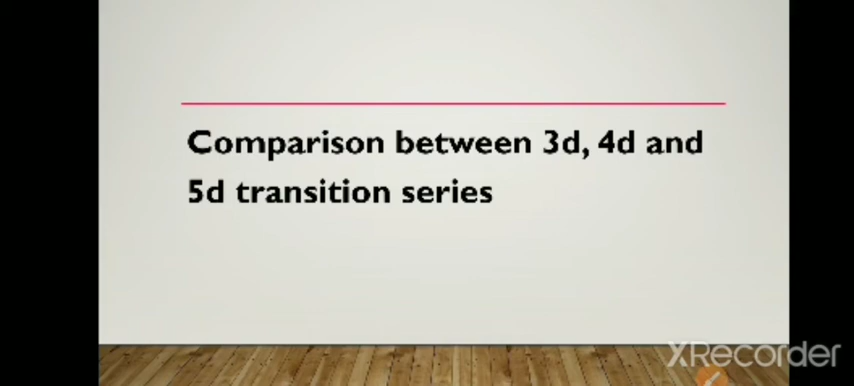 Comparison between 3d, 4d and
5d transition series
XRecorder